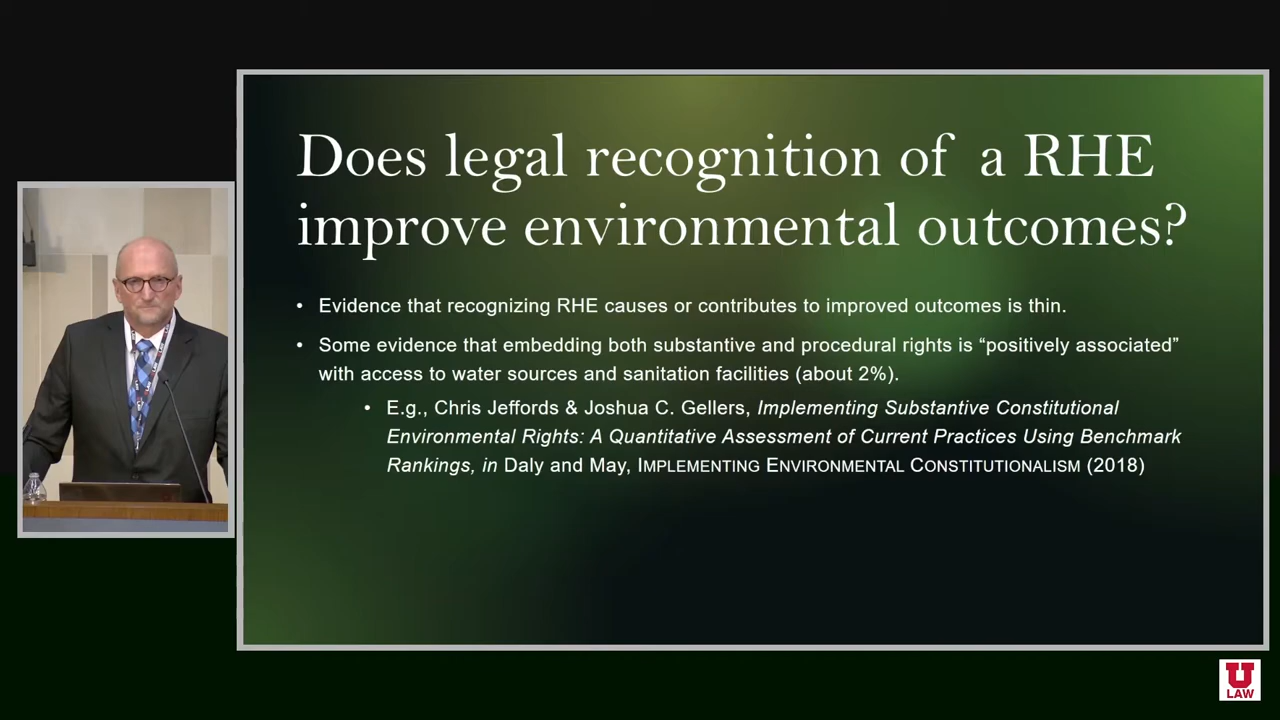 Does legal recognition of a RHE
improve environmental outcomes?
• Evidence that recognizing RHE causes or contributes to improved outcomes is thin.
• Some evidence that embedding both substantive and procedural rights is “positively associated”
with access to water sources and sanitation facilities (about 2%).
• E.g., Chris Jeffords & Joshua C. Gellers, Implementing Substantive Constitutional
Environmental Rights: A Quantitative Assessment of Current Practices Using Benchmark
Rankings, in Daly and May, IMPLEMENTING ENVIRONMENTAL CONSTITUTIONALISM (2018)
U
LAW